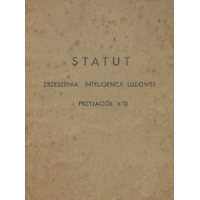 STATUT
ZRZESZENIA INTELIGENCJI LUDOWEJ
I PRZYJACIÓŁ WSI